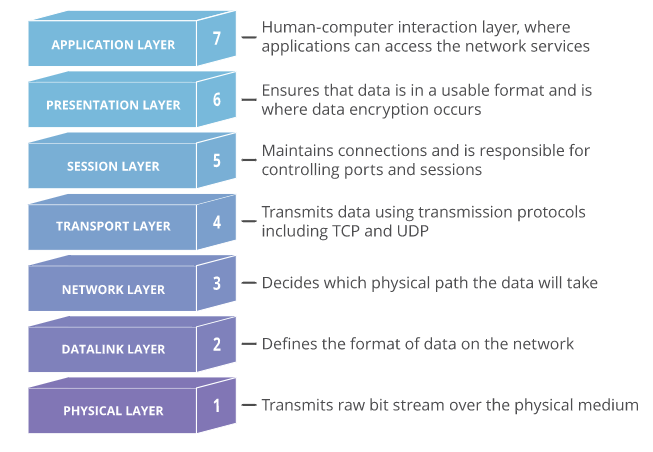 APPLICATION LAYER 7 Human-computer interaction layer, where
applications can access the network services
PRESENTATION LAYER 6 Ensures that data is in a usable format and is
where data encryption occurs
SESSION LAYER 5 Maintains connections and is responsible for
controlling ports and sessions
TRANSPORT LAYER 4 Transmits data using transmission protocols
including TCP and UDP
NETWORK LAYER 3 Decides which physical path the data will take
DATALINK LAYER 2 Defines the format of data on the network
PHYSICAL LAYER 1 Transmits raw bit stream over the physical medium